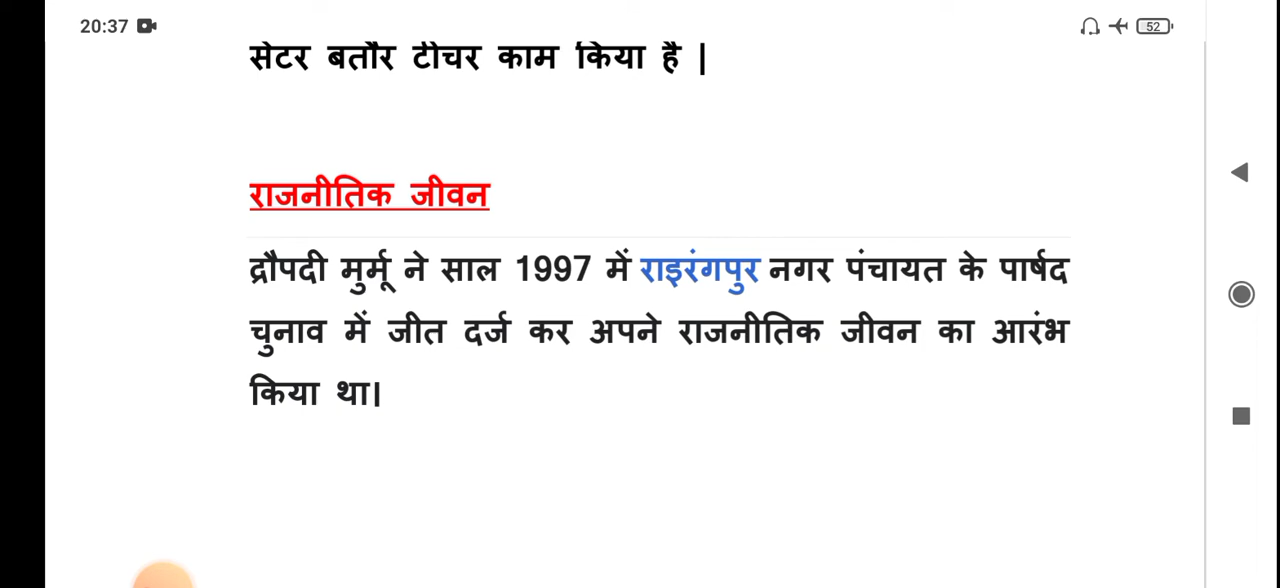 20:37
52
सेंटर बतौर टीचर काम किया है |
राजनीतिक जीवन
द्रौपदी मुर्मू ने साल 1997 में राइरंगपुर नगर पंचायत के पार्षद
चुनाव में जीत दर्ज कर अपने राजनीतिक जीवन का आरंभ
किया था।